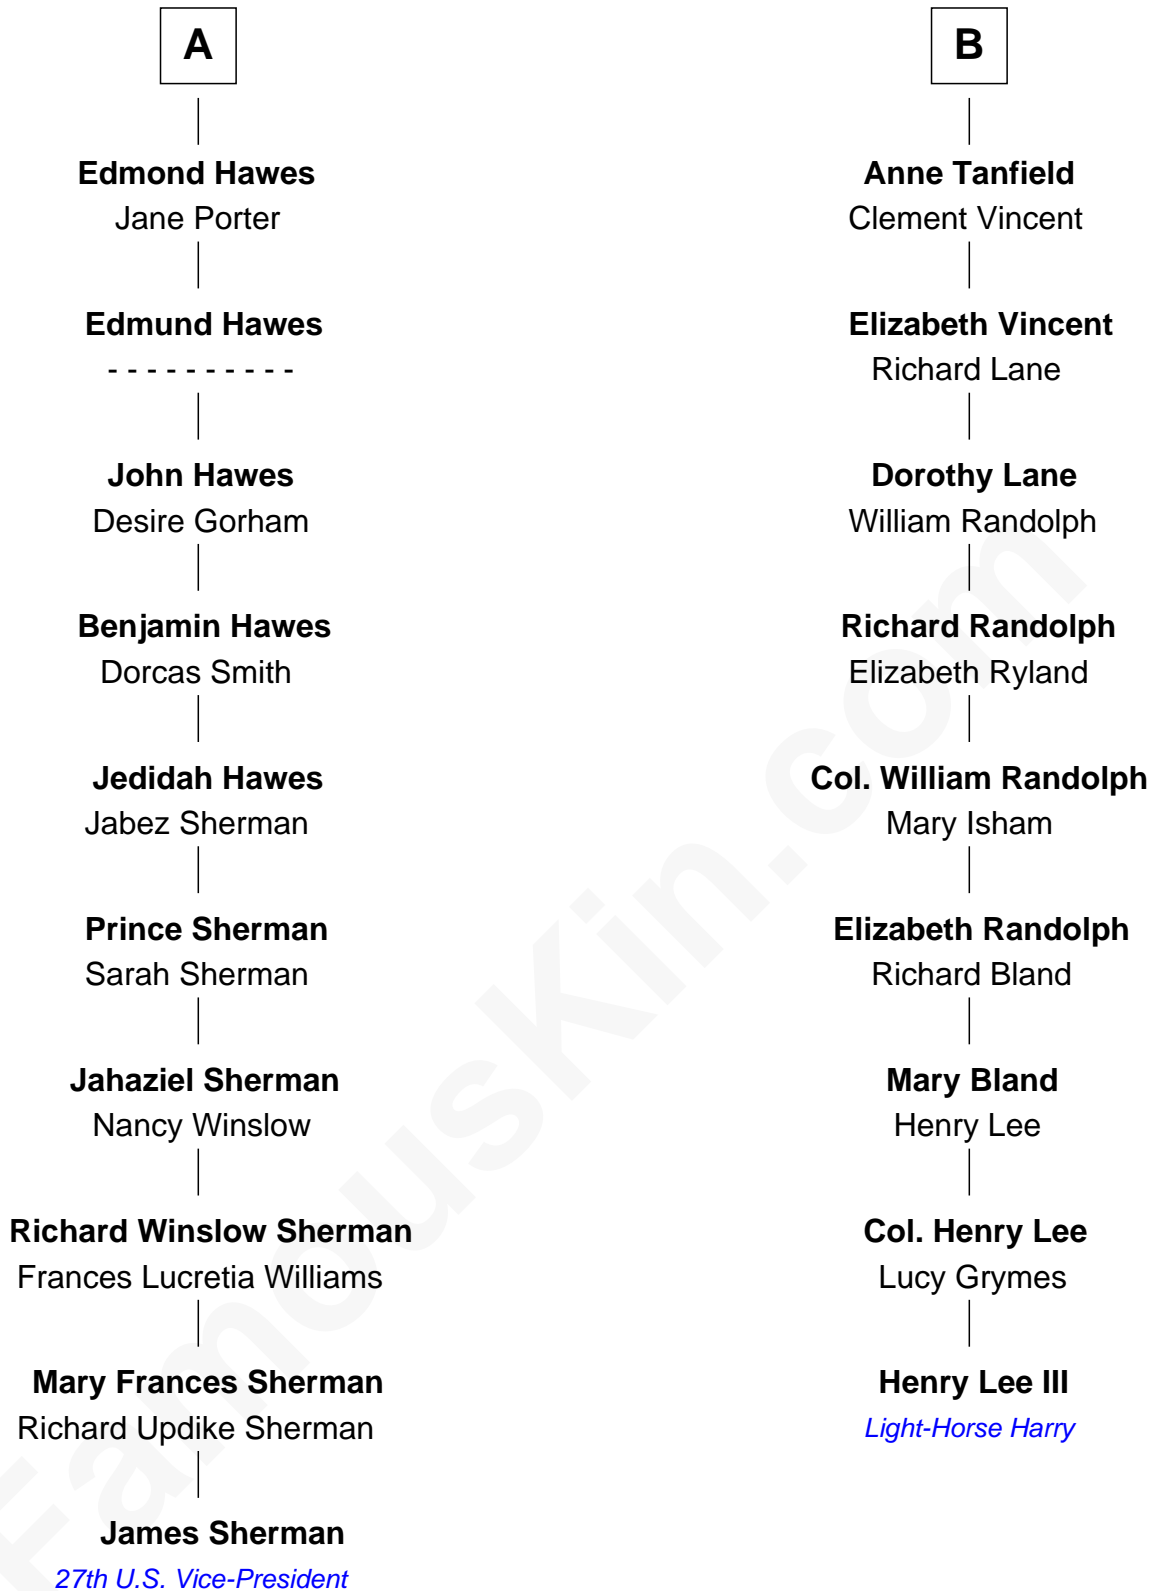 A
Edmond Hawes
Jane Porter
Edmund Hawes
- - - - - - - - - -
John Hawes
Desire Gorham
Benjamin Hawes
Dorcas Smith
Jedidah Hawes
Jabez Sherman
Prince Sherman
Sarah Sherman
Jahaziel Sherman
Nancy Winslow
Richard Winslow Sherman
Frances Lucretia Williams
Mary Frances Sherman
Richard Updike Sherman
James Sherman
27th U.S. Vice-President
B
Anne Tanfield
Clement Vincent
Elizabeth Vincent
Richard Lane
Dorothy Lane
William Randolph
Richard Randolph
Elizabeth Ryland
Col. William Randolph
Mary Isham
Elizabeth Randolph
Richard Bland
Mary Bland
Henry Lee
Col. Henry Lee
Lucy Grymes
Henry Lee III
Light-Horse Harry
FamousKin.com